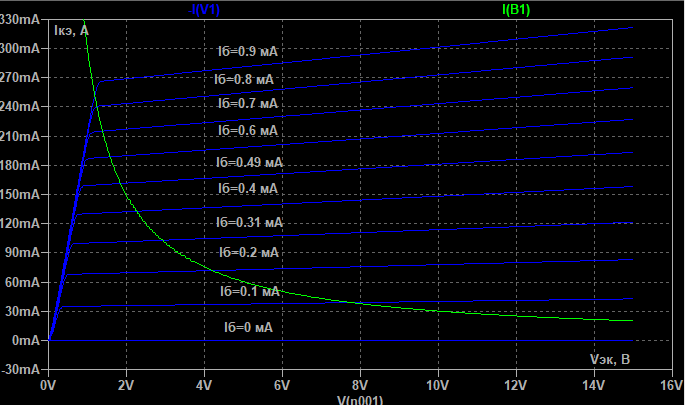 -I(V1) I(B1)
330mA
Iкэ, А
300mA
Iб=0.9 мА
270mA
Iб=0.8 мА
240mA
Iб=0.7 мА
210mA
Iб=0.6 мА
180mA
Iб=0.49 мА
150mA
Iб=0.4 мА
120mA
Iб=0.31 мА
90mA
Iб=0.2 мА
60mA
Iб=0.1 мА
30mA
Iб=0 мА
0mA
Vэк, В
-30mA
0V 2V 4V 6V 8V 10V 12V 14V 16V
V(n001)